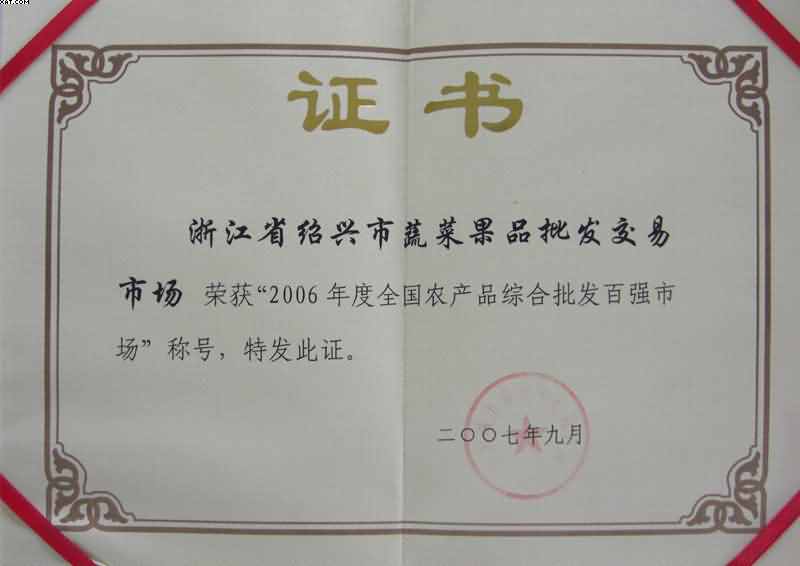 XAT.COM
证书
浙江省绍兴市蔬菜果品批发交易
市场 荣获“2006年度全国农产品综合批发百强市
场”称号，特发此证。
二〇〇七年九月